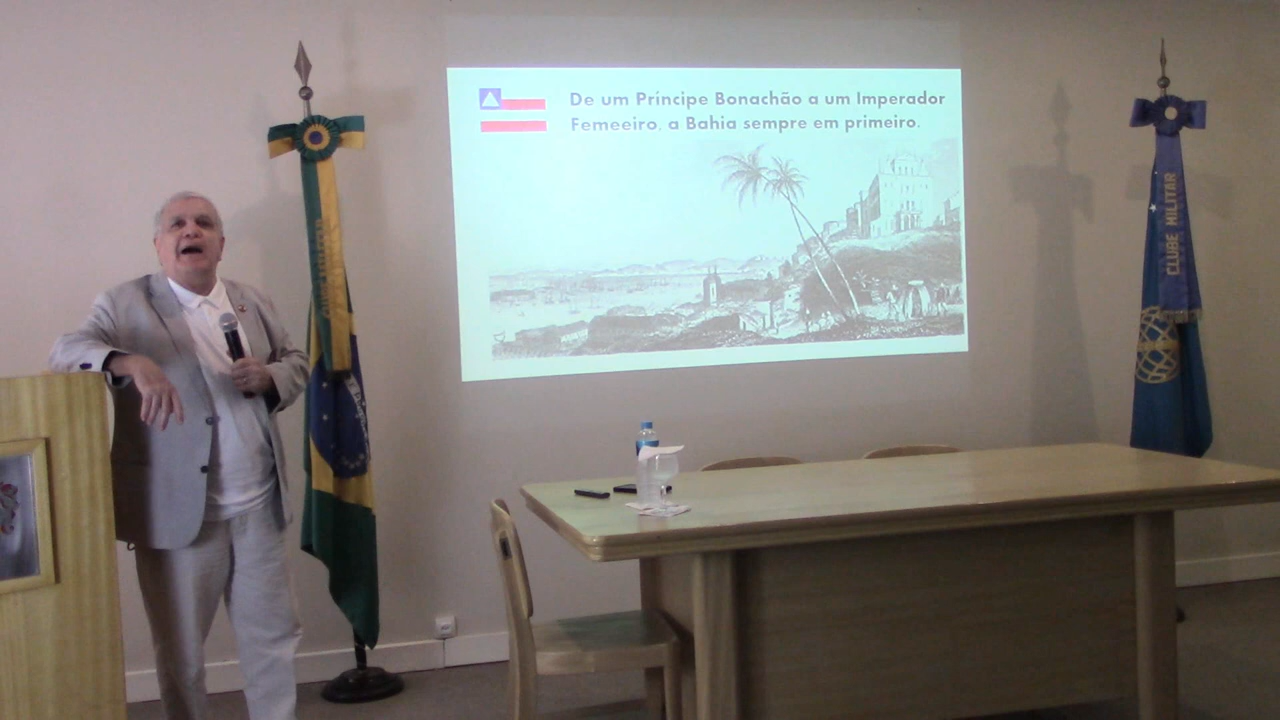 De um Príncipe Bonachão a um Imperador
Femeeiro, a Bahia sempre em primeiro.
CLUBE MILITAR